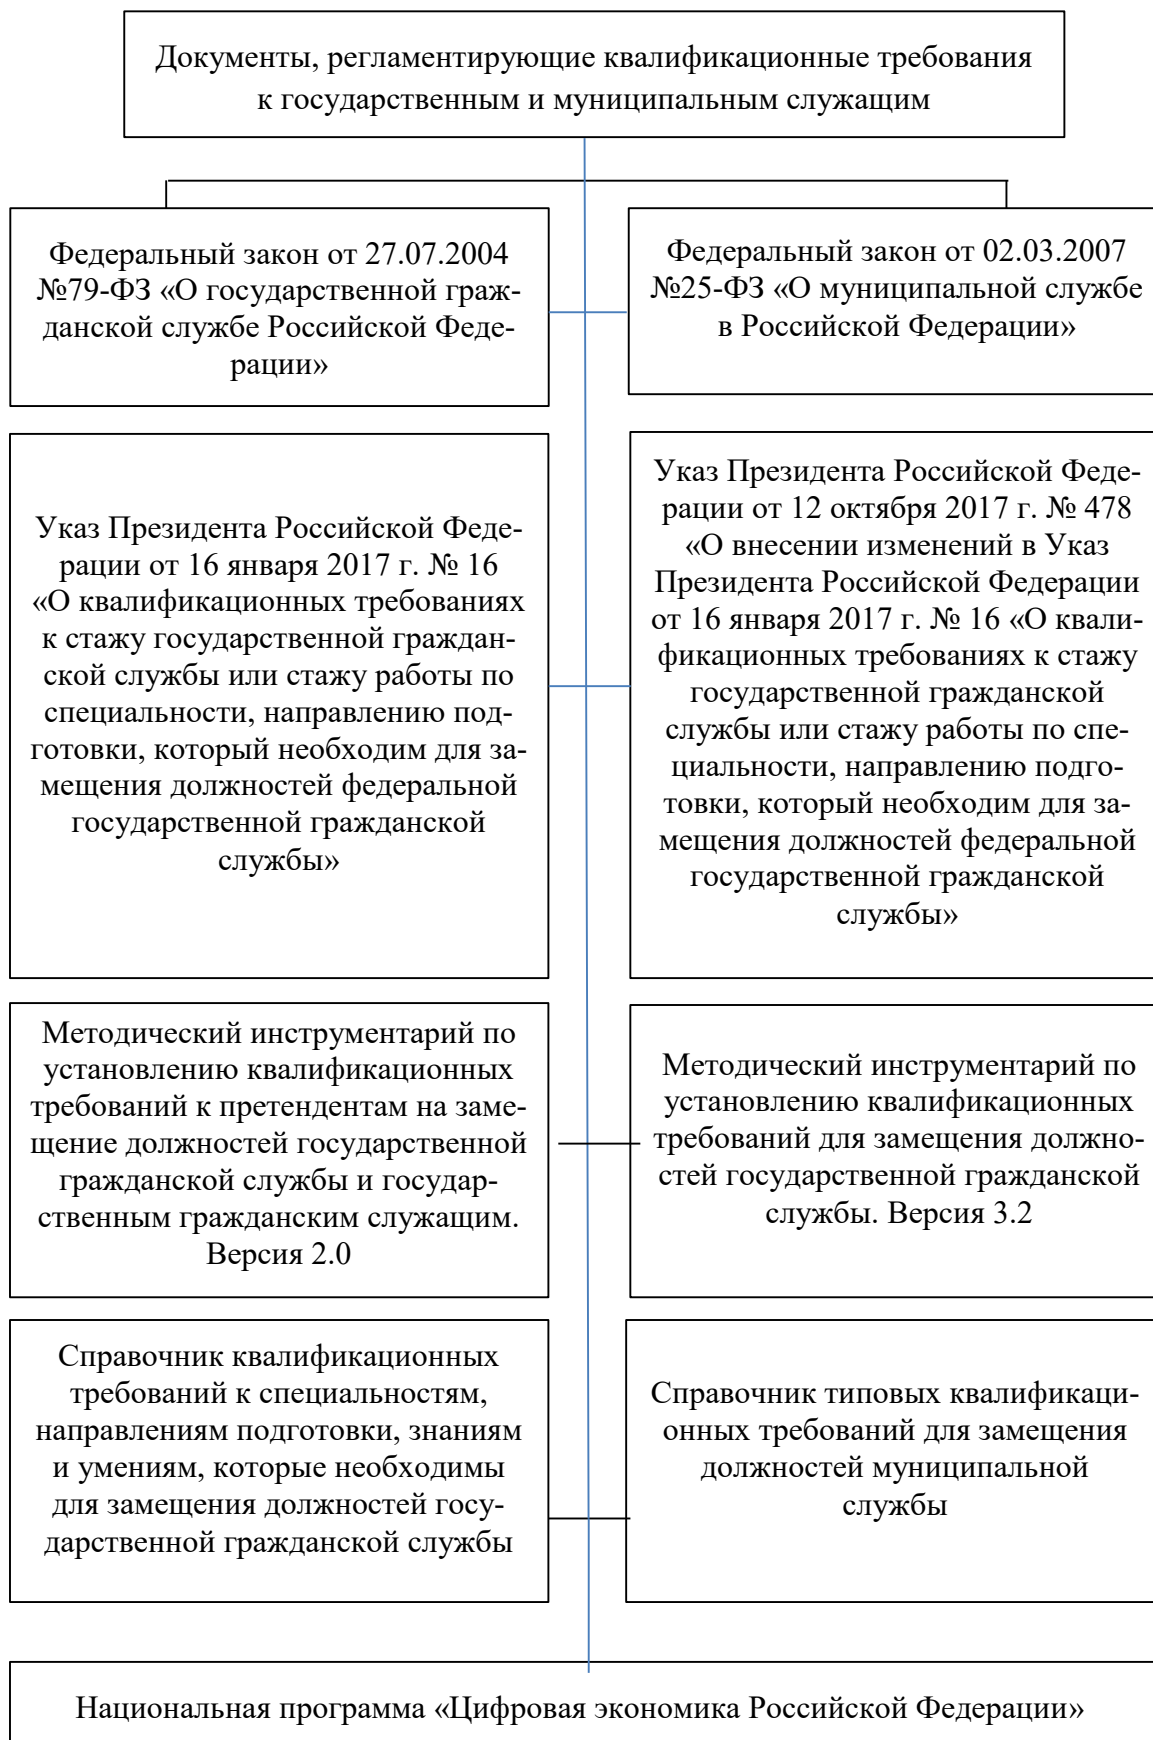 Документы, регламентирующие квалификационные требования
к государственным и муниципальным служащим
Федеральный закон от 27.07.2004
№79-ФЗ «О государственной граж-
данской службе Российской Феде-
рации»
Федеральный закон от 02.03.2007
№25-ФЗ «О муниципальной службе
в Российской Федерации»
Указ Президента Российской Феде-
рации от 16 января 2017 г. № 16
«О квалификационных требованиях
к стажу государственной граждан-
ской службы или стажу работы по
специальности, направлению под-
готовки, который необходим для за-
мещения должностей федеральной
государственной гражданской
службы»
Указ Президента Российской Феде-
рации от 12 октября 2017 г. № 478
«О внесении изменений в Указ
Президента Российской Федерации
от 16 января 2017 г. № 16 «О квали-
фикационных требованиях к стажу
государственной гражданской
службы или стажу работы по спе-
циальности, направлению подго-
товки, который необходим для за-
мещения должностей федеральной
государственной гражданской
службы»
Методический инструментарий по
установлению квалификационных
требований к претендентам на заме-
щение должностей государственной
гражданской службы и государ-
ственным гражданским служащим.
Версия 2.0
Методический инструментарий по
установлению квалификационных
требований для замещения должно-
стей государственной гражданской
службы. Версия 3.2
Справочник квалификационных
требований к специальностям,
направлениям подготовки, знаниям
и умениям, которые необходимы
для замещения должностей госу-
дарственной гражданской службы
Справочник типовых квалификаци-
онных требований для замещения
должностей муниципальной
службы
Национальная программа «Цифровая экономика Российской Федерации»